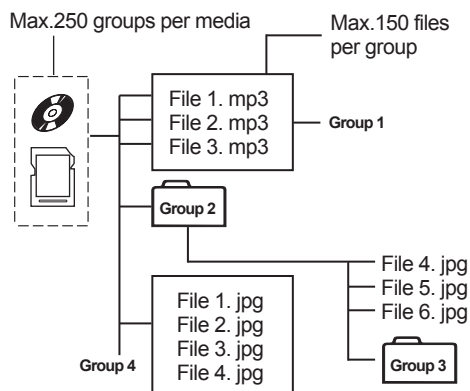 Max.250 groups per media
Max.150 files
per group
File 1. mp3
File 2. mp3
File 3. mp3
Group 1
Group 2
File 4. jpg
File 5. jpg
File 6. jpg
Group 3
File 1. jpg
File 2. jpg
File 3. jpg
File 4. jpg
Group 4